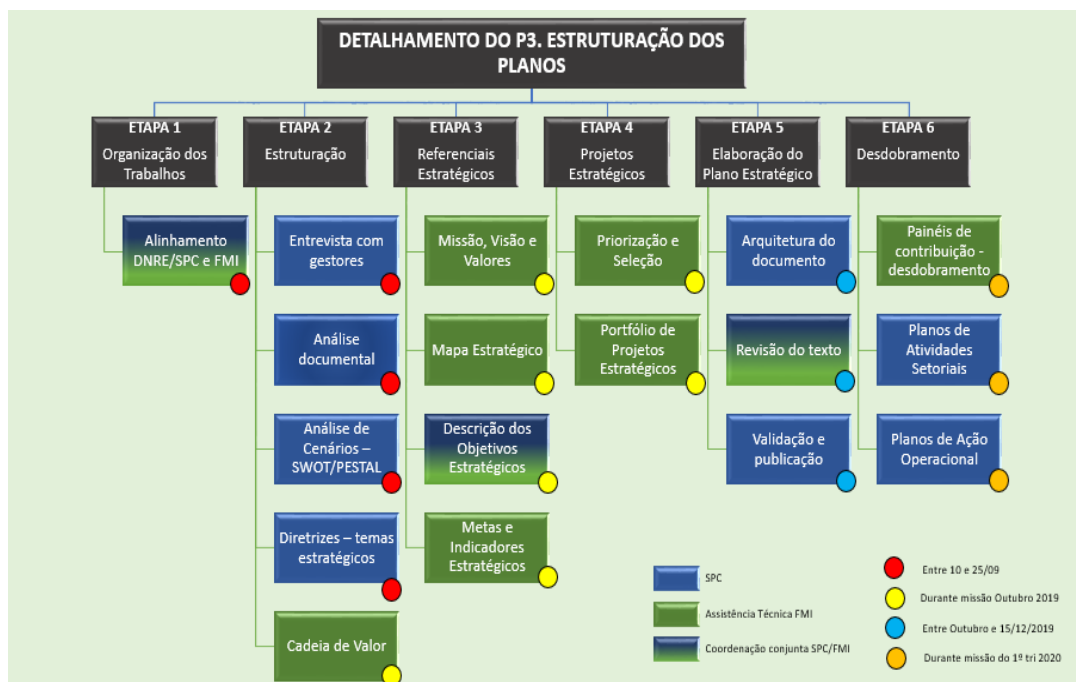 DETALHAMENTO DO P3. ESTRUTURAÇÃO DOS
PLANOS
ETAPA 1
Organização dos
Trabalhos
ETAPA 2
Estruturação
ETAPA 3
Referenciais
Estratégicos
ETAPA 4
Projetos
Estratégicos
ETAPA 5
Elaboração do
Plano Estratégico
ETAPA 6
Desdobramento
Alinhamento
DNRE/SPC e FMI
Entrevista com
gestores
Análise
documental
Análise de
Cenários –
SWOT/PESTAL
Diretrizes – temas
estratégicos
Cadeia de Valor
Missão, Visão e
Valores
Mapa Estratégico
Descrição dos
Objetivos
Estratégicos
Metas e
Indicadores
Estratégicos
Priorização e
Seleção
Portfólio de
Projetos
Estratégicos
Arquitetura do
documento
Revisão do texto
Validação e
publicação
Painéis de
contribuição -
desdobramento
Planos de
Atividades
Setoriais
Planos de Ação
Operacional
SPC
Assistência Técnica FMI
Coordenação conjunta SPC/FMI
Entre 10 e 25/09
Durante missão Outubro 2019
Entre Outubro e 15/12/2019
Durante missão do 1º tri 2020